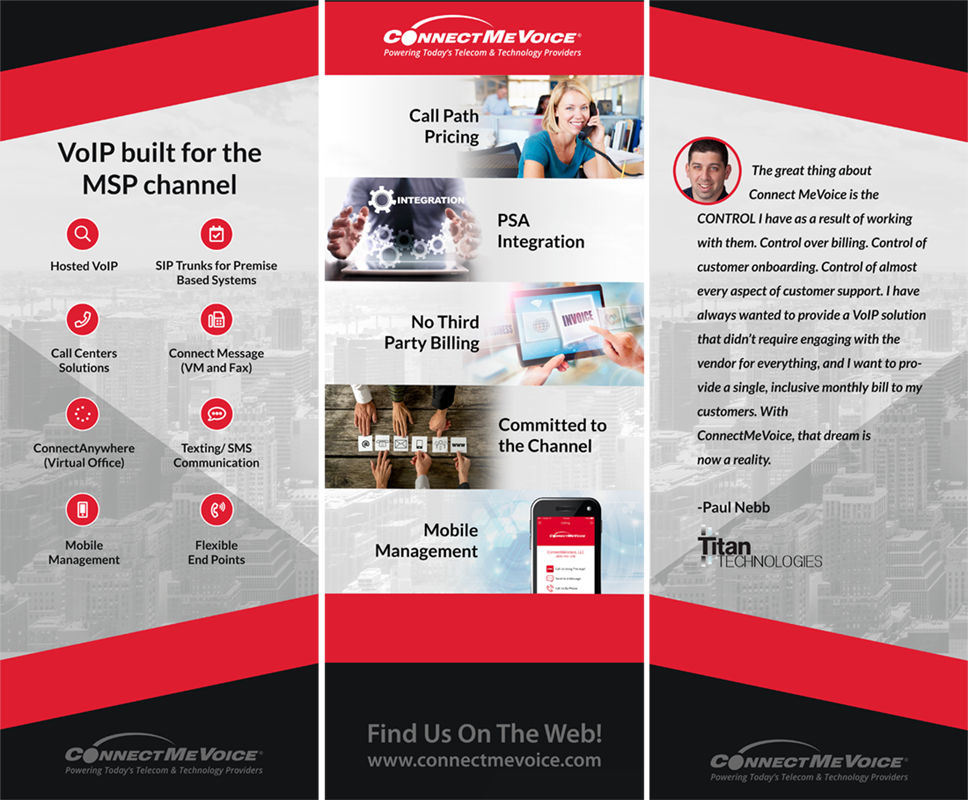 VoIP built for the
MSP channel
Hosted VoIP
SIP Trunks for Premise
Based Systems
Call Centers
Solutions
Connect Message
(VM and Fax)
ConnectAnywhere
(Virtual Office)
Texting/ SMS
Communication
Mobile
Management
Flexible
End Points
CONNECTMEVOICE®
Powering Today's Telecom & Technology Providers
CONNECTMEVOICE®
Powering Today's Telecom & Technology Providers
Call Path
Pricing
INTEGRATION
PSA
Integration
No Third
Party Billing
INVOICE
Committed to
the Channel
@
WWW
Mobile
Management
Find Us On The Web!
www.connectmevoice.com
The great thing about
Connect MeVoice is the
CONTROL I have as a result of working
with them. Control over billing. Control of
customer onboarding. Control of almost
every aspect of customer support. I have
always wanted to provide a VoIP solution
that didn't require engaging with the
vendor for everything, and I want to pro-
vide a single, inclusive monthly bill to my
customers. With
ConnectMeVoice, that dream is
now a reality.
-Paul Nebb
Titan
TECHNOLOGIES
CONNECTMEVOICE®
Powering Today's Telecom & Technology Providers